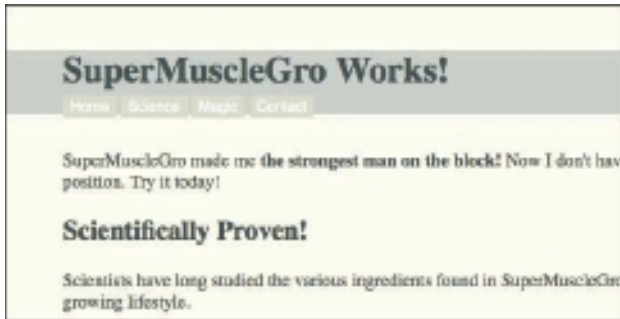 SuperMuscleGro Works!
Home Science Magic Contact
SuperMuscleGro made me the strongest man on the block! Now I don't hav
position. Try it today!
Scientifically Proven!
Scientists have long studied the various ingredients found in SuperMuscleGro
growing lifestyle.